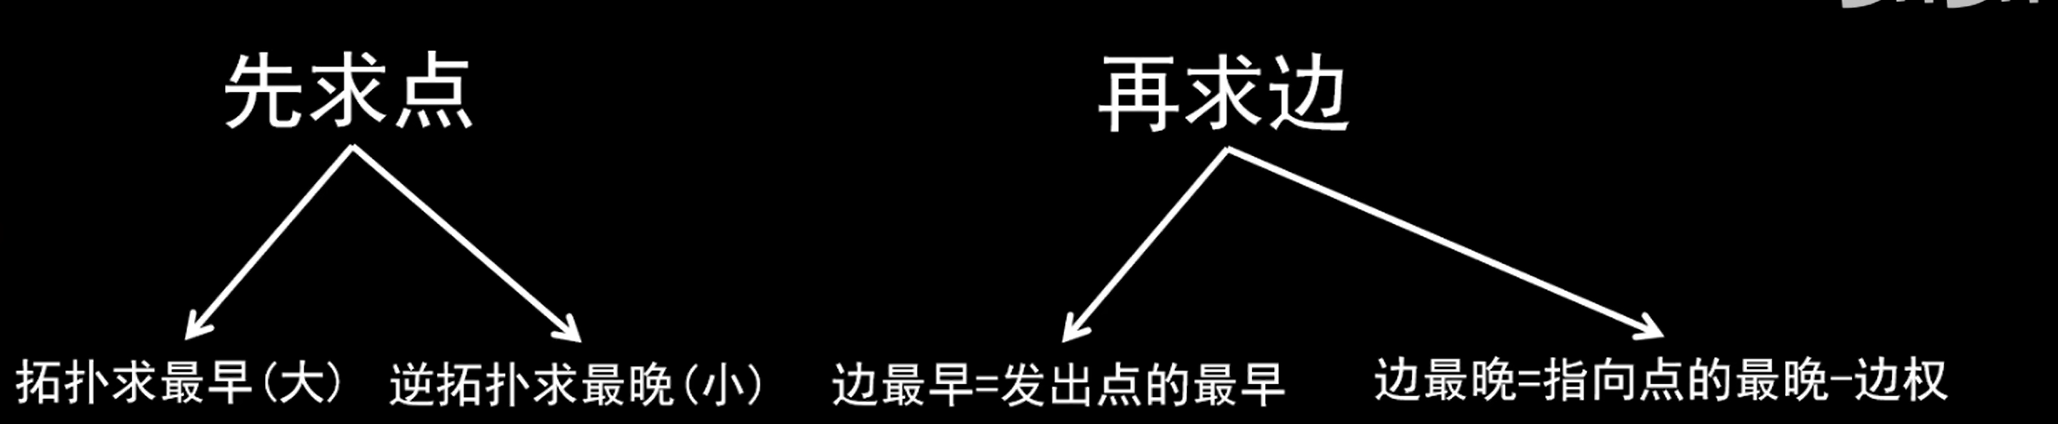 先求点
再求边
拓扑求最早(大)
逆拓扑求最晚(小)
边最早=发出点的最早
边最晚=指向点的最晚-边权